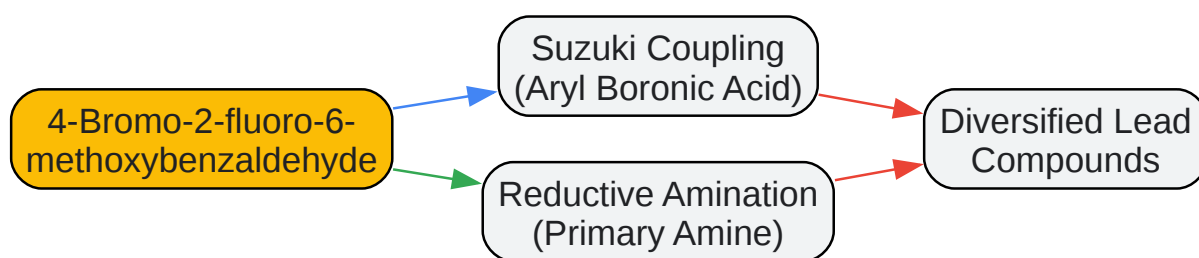 4-Bromo-2-fluoro-6-
methoxybenzaldehyde
Suzuki Coupling
(Aryl Boronic Acid)
Reductive Amination
(Primary Amine)
Diversified Lead
Compounds